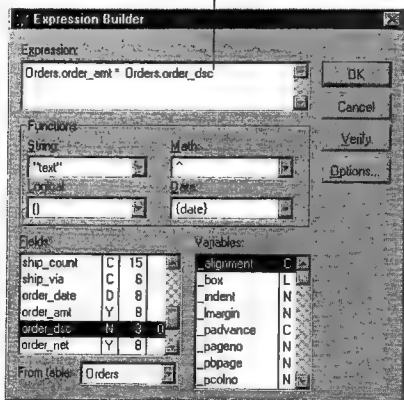 Expression Builder
Expression:
Orders.order_amt * Orders.order_dsc
OK
Cancel
Verify
Options...
Functions
String:
Math:
"text"
^
Logical:
Date:
()
{date}
Fields:
ship_count C 15
ship_via C 6
order_date D 8
order_amt Y 8
order_dsc N 3 0
order_net Y 8
Variables:
_alignment C
_box L
_indent N
_lmargin N
_padvance C
_pageno N
_pbpage N
_pcolno N
From table: Orders